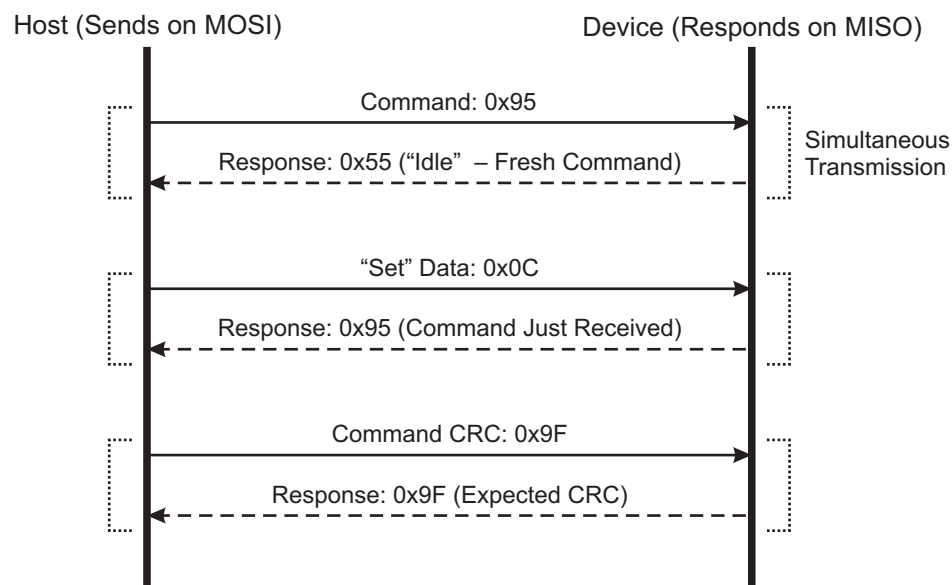 Host (Sends on MOSI)
Device (Responds on MISO)
Command: 0x95
Response: 0x55 (“Idle” – Fresh Command)
Simultaneous
Transmission
“Set” Data: 0x0C
Response: 0x95 (Command Just Received)
Command CRC: 0x9F
Response: 0x9F (Expected CRC)